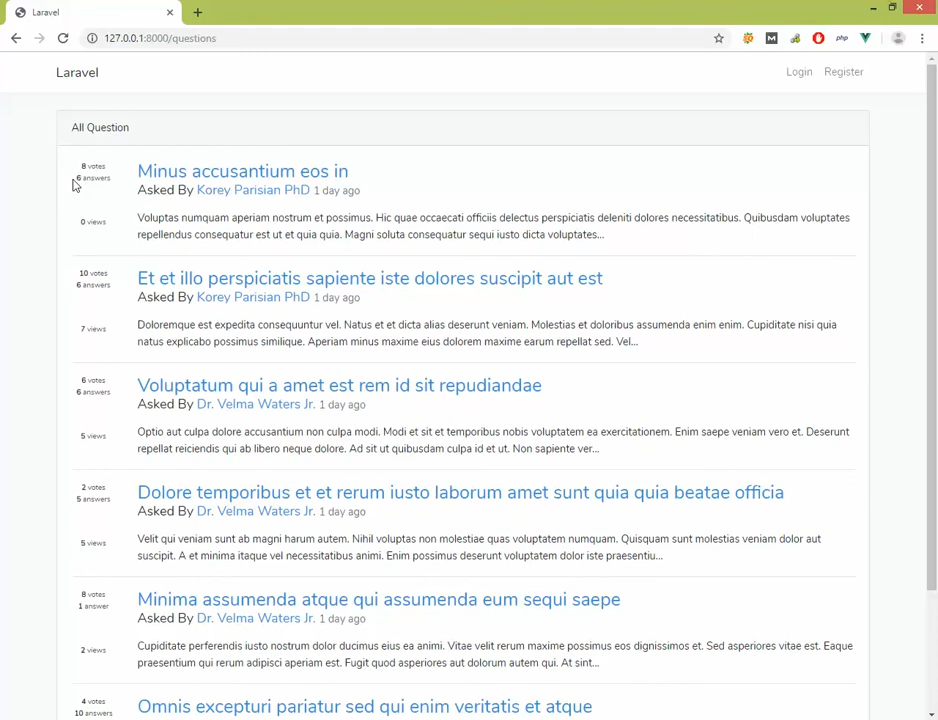 Laravel
127.0.0.1:8000/questions
php
Laravel
Login Register
All Question
8 votes
6 answers
0 views
Minus accusantium eos in
Asked By Korey Parisian PhD 1 day ago
Voluptas numquam aperiam nostrum et possimus. Hic quae occaecati officiis delectus perspiciatis deleniti dolores necessitatibus. Quibusdam voluptates
repellendus consequatur est ut et quia quia. Magni soluta consequatur sequi iusto dicta voluptates...
10 votes
6 answers
7 views
Et et illo perspiciatis sapiente iste dolores suscipit aut est
Asked By Korey Parisian PhD 1 day ago
Doloremque est expedita consequuntur vel. Natus et et dicta alias deserunt veniam. Molestias et doloribus assumenda enim enim. Cupiditate nisi quia
natus explicabo possimus similique. Aperiam minus maxime eius dolorem maxime earum repellat sed. Vel...
6 votes
6 answers
5 views
Voluptatum qui a amet est rem id sit repudiandae
Asked By Dr. Velma Waters Jr. 1 day ago
Optio aut culpa dolore accusantium non culpa modi. Modi et sit et temporibus nobis voluptatem ea exercitationem. Enim saepe veniam vero et. Deserunt
repellat reiciendis qui ab libero neque dolore. Ad sit ut quibusdam culpa id et ut. Non sapiente ver...
2 votes
5 answers
5 views
Dolore temporibus et et rerum iusto laborum amet sunt quia quia beatae officia
Asked By Dr. Velma Waters Jr. 1 day ago
Velit qui veniam sunt ab magni harum autem. Nihil voluptas non molestiae quas voluptatem numquam. Quisquam sunt molestias veniam dolor aut
suscipit. A et minima itaque vel necessitatibus animi. Enim possimus deserunt voluptatem dolor iste praesentiu...
8 votes
1 answer
2 views
Minima assumenda atque qui assumenda eum sequi saepe
Asked By Dr. Velma Waters Jr. 1 day ago
Cupiditate perferendis iusto nostrum dolor ducimus eius ea animi. Vitae velit rerum maxime possimus eos dignissimos et. Sed asperiores vitae est. Eaque
praesentium qui rerum adipisci aperiam est. Fugit quod asperiores aut dolorum autem qui. At sint...
4 votes
10 answers
Omnis excepturi pariatur sed qui enim veritatis et atque